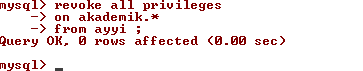 mysql> revoke all privileges
    -> on akademik.*
    -> from ayyi ;
Query OK, 0 rows affected (0.00 sec)
mysql> _